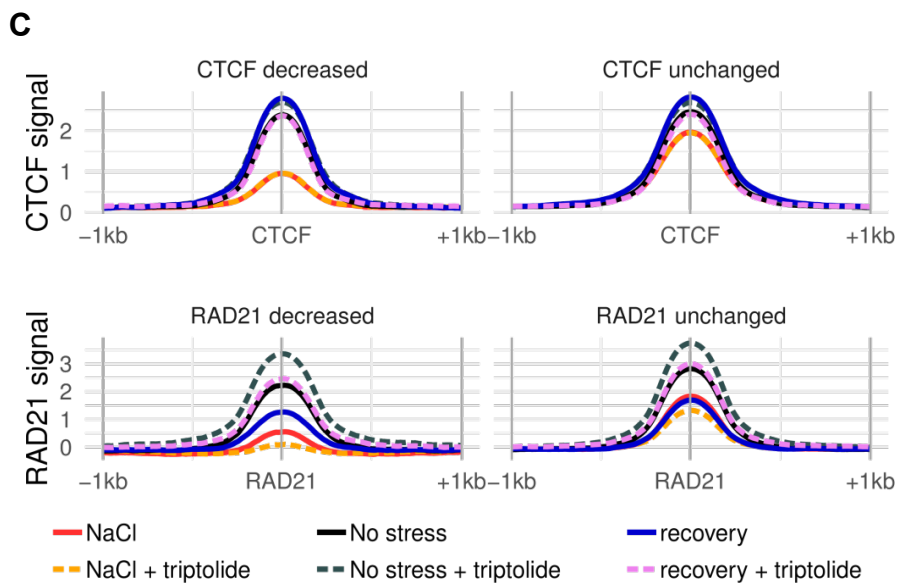 C
CTCF decreased CTCF unchanged
CTCF signal
2
1
0
−1kb CTCF +1kb −1kb CTCF +1kb
RAD21 decreased RAD21 unchanged
RAD21 signal
3
2
1
0
−1kb RAD21 +1kb −1kb RAD21 +1kb
NaCl No stress recovery
NaCl + triptolide No stress + triptolide recovery + triptolide